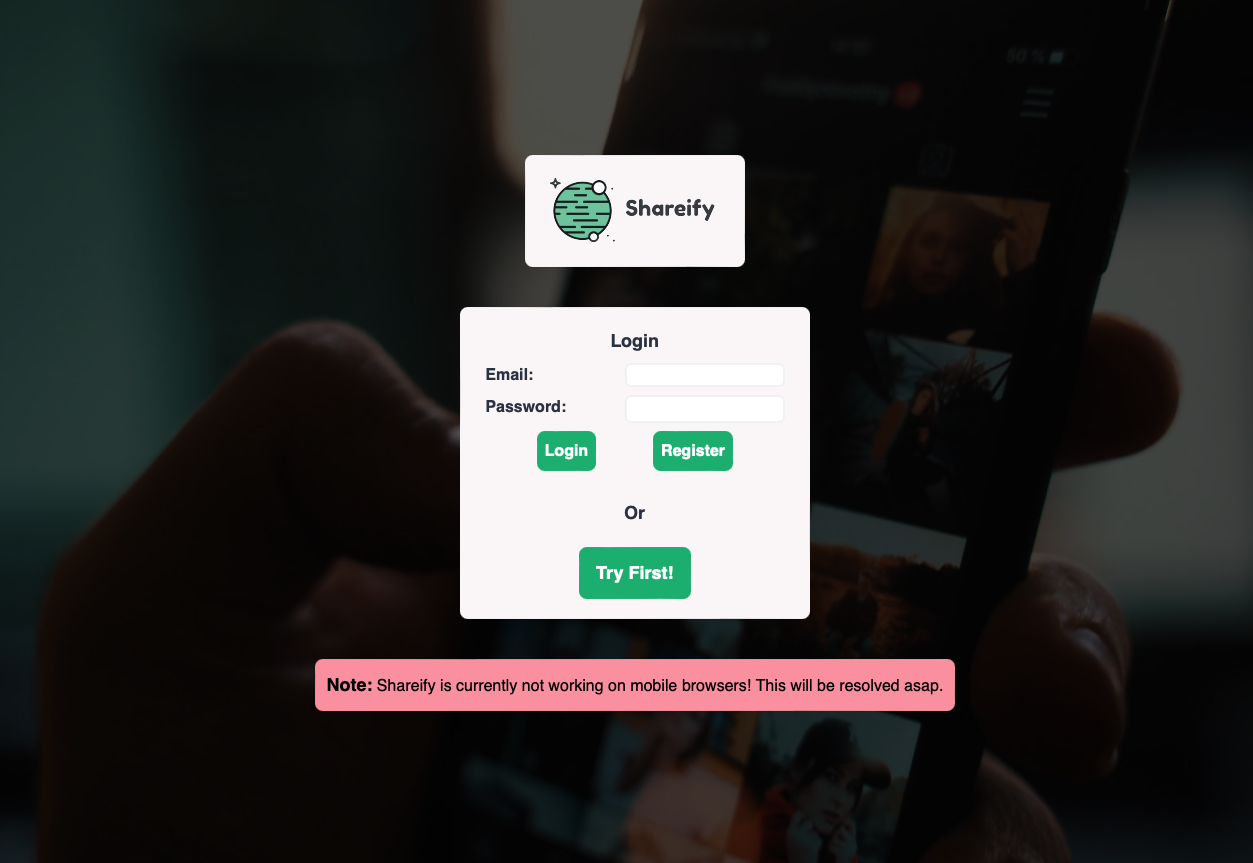 50 %
Shareify
Login
Email:
Password:
Login Register
Or
Try First!
Note: Shareify is currently not working on mobile browsers! This will be resolved asap.